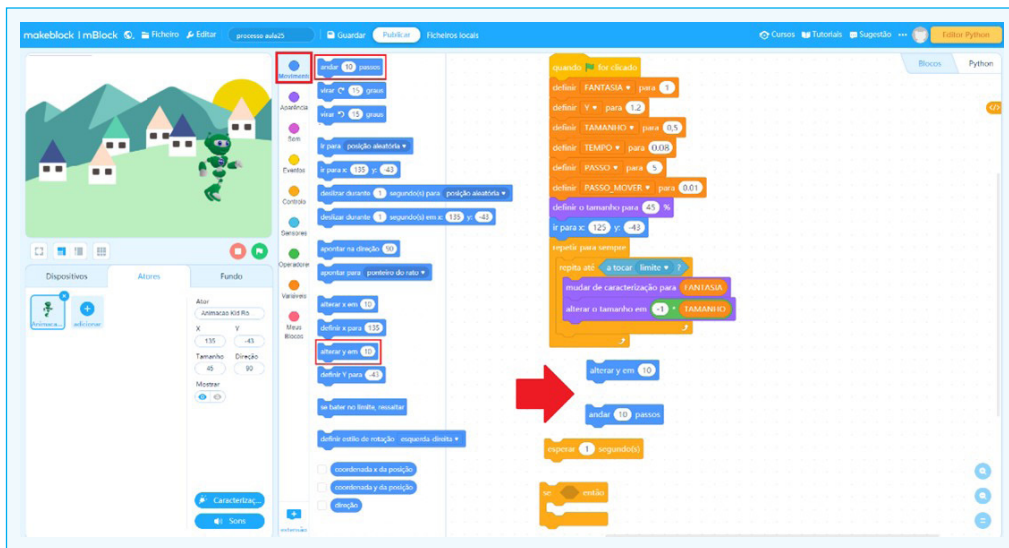 makeblock | mBlock
Ficheiro
Editar
processo aula25
Guardar
Publicar
Ficheiros locais
Cursos
Tutoriais
Sugestão
Editor Python
Blocos
Python
Movimento
Aparência
Som
Eventos
Controlo
Sensores
Operadores
Variáveis
Meus Blocos
extensão
andar 10 passos
virar 15 graus
virar 15 graus
ir para posição aleatória
ir para x: 135 y: -43
deslizar durante 1 segundo(s) para posição aleatória
deslizar durante 1 segundo(s) em x: 135 y: -43
apontar na direção 90
apontar para ponteiro do rato
alterar x em 10
definir x para 135
alterar y em 10
definir Y para -43
se bater no limite, ressaltar
definir estilo de rotação esquerda-direita
coordenada x da posição
coordenada y da posição
direção
quando for clicado
definir FANTASIA para 1
definir Y para 1.2
definir TAMANHO para 0,5
definir TEMPO para 0.08
definir PASSO para 5
definir PASSO_MOVER para 0.01
definir o tamanho para 45 %
ir para x: 125 y: -43
repetir para sempre
repita até a tocar limite ?
mudar de caracterização para FANTASIA
alterar o tamanho em -1 * TAMANHO
alterar y em 10
andar 10 passos
esperar 1 segundo(s)
se então
Dispositivos
Atores
Fundo
Animaca...
adicionar
Ator
Animacao Kid Ro
X
Y
135
-43
Tamanho
Direção
45
90
Mostrar
Caracterizaç...
Sons